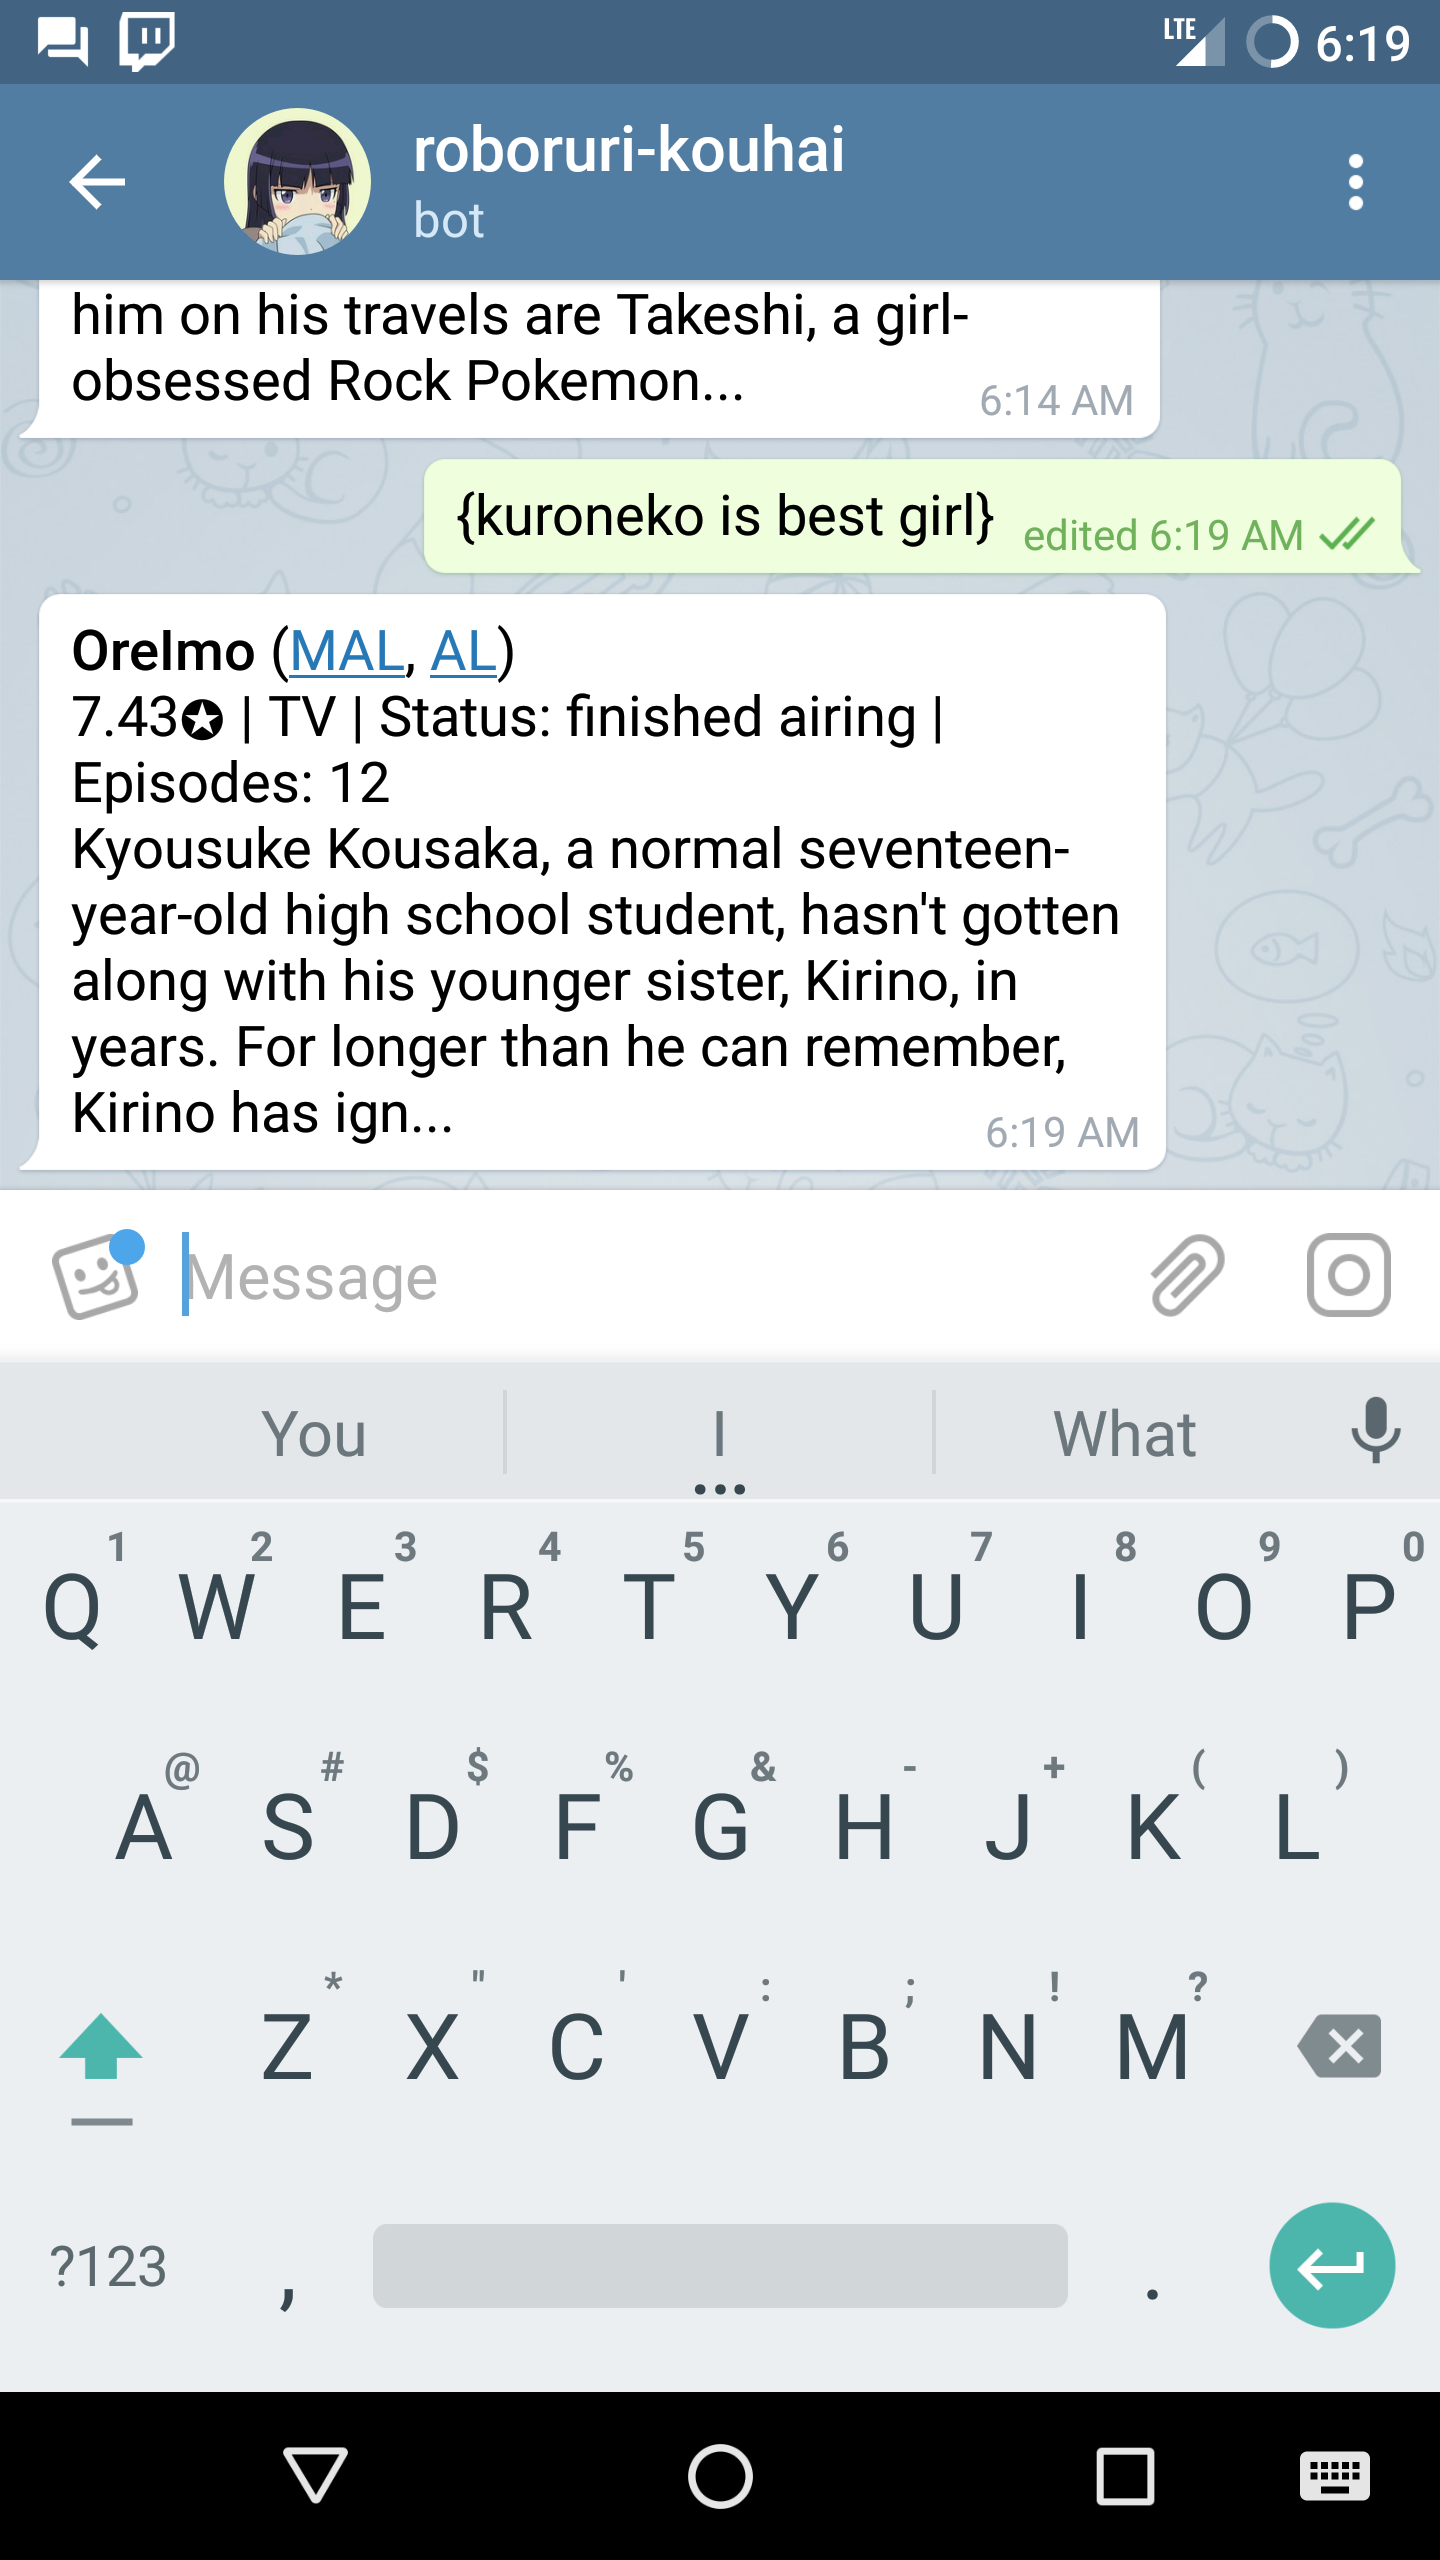 LTE 6:19
roboruri-kouhai
bot
him on his travels are Takeshi, a girl-
obsessed Rock Pokemon...
6:14 AM
{kuroneko is best girl}
edited 6:19 AM
OreImo (MAL, AL)
7.43✪ | TV | Status: finished airing |
Episodes: 12
Kyousuke Kousaka, a normal seventeen-
year-old high school student, hasn't gotten
along with his younger sister, Kirino, in
years. For longer than he can remember,
Kirino has ign...
6:19 AM
Message
You I What
...
1 2 3 4 5 6 7 8 9 0
Q W E R T Y U I O P
@ # $ % & - + ( )
A S D F G H J K L
* " ' : ; ! ?
Z X C V B N M
?123 , .